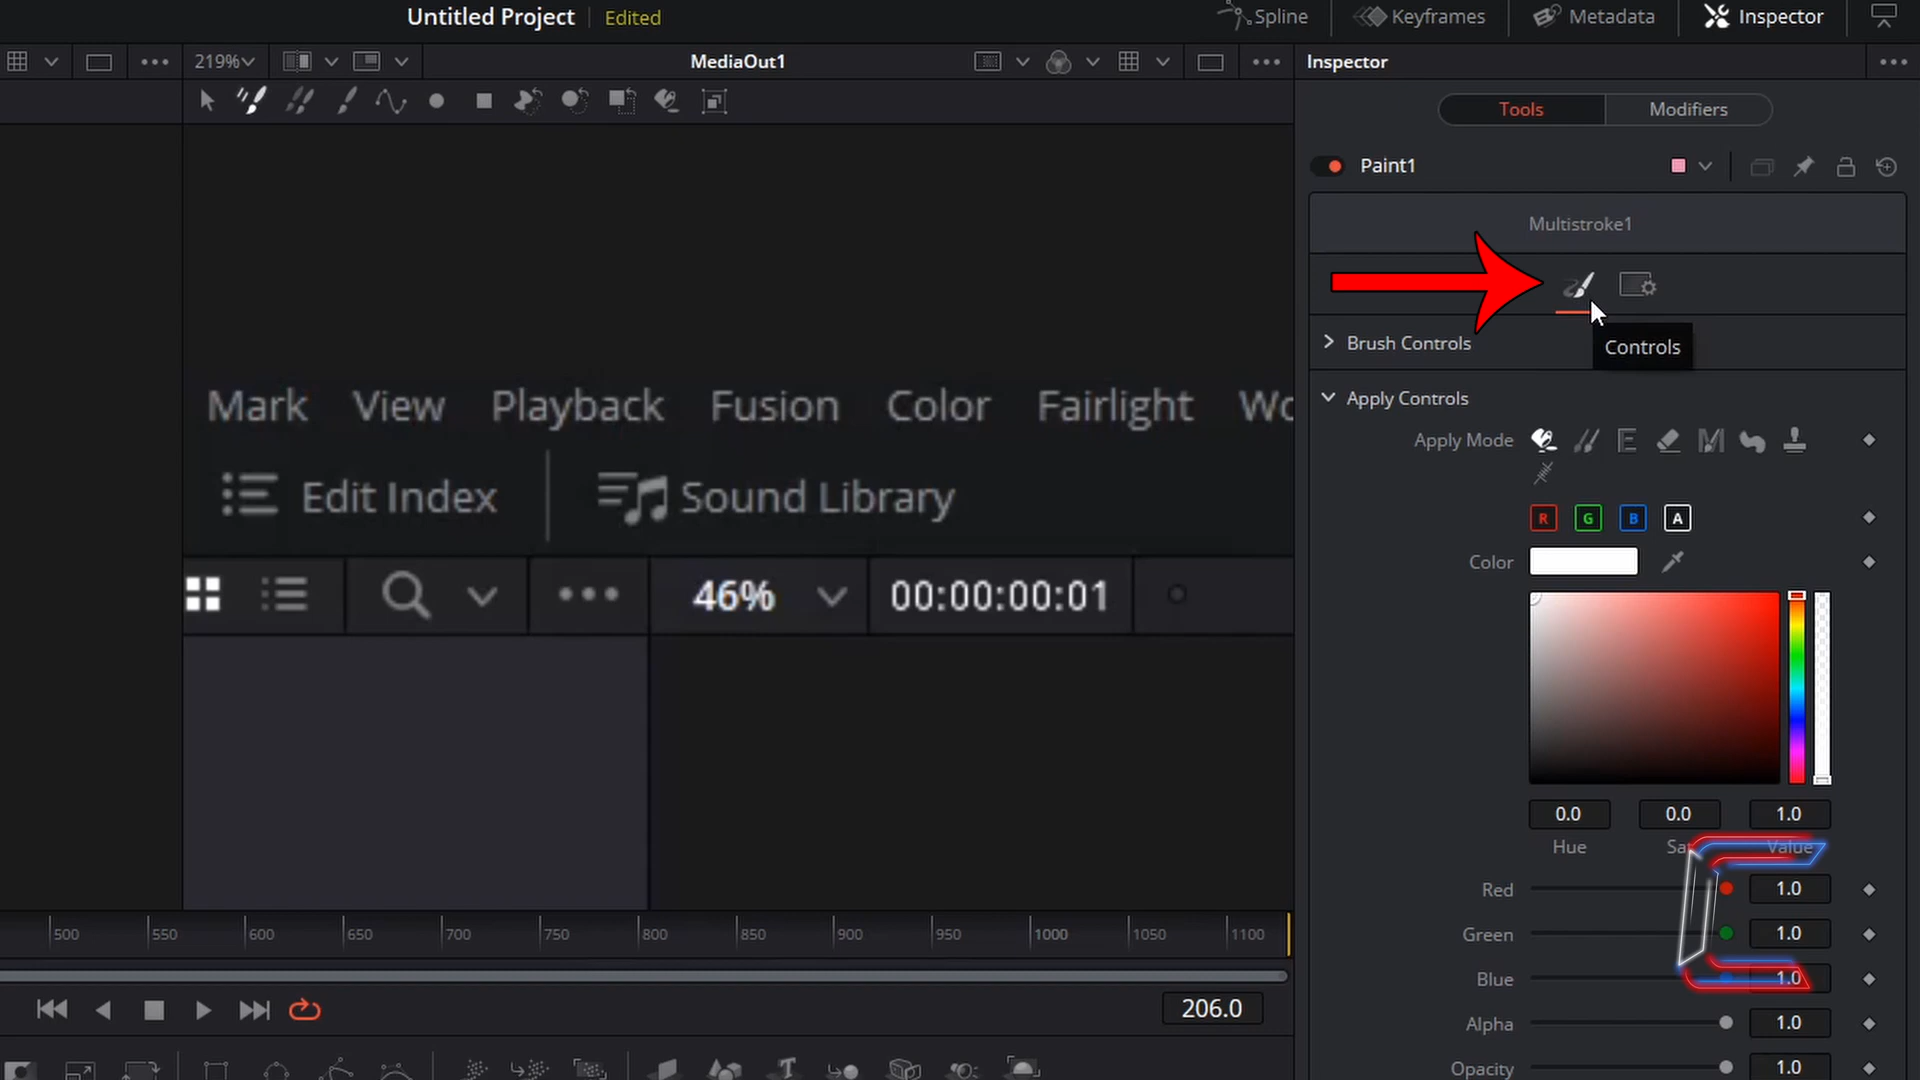 Untitled Project Edited
Spline Keyframes Metadata Inspector
219% MediaOut1 Inspector
Tools Modifiers
Paint1
Multistroke1
Controls
Brush Controls
Apply Controls
Apply Mode
R G B A
Color
Mark View Playback Fusion Color Fairlight
Edit Index Sound Library
46% 00:00:00:01
0.0 0.0 1.0
Hue Value
Red 1.0
Green 1.0
Blue 1.0
Alpha 1.0
Opacity 1.0
500 550 600 650 700 750 800 850 900 950 1000 1050 1100
206.0